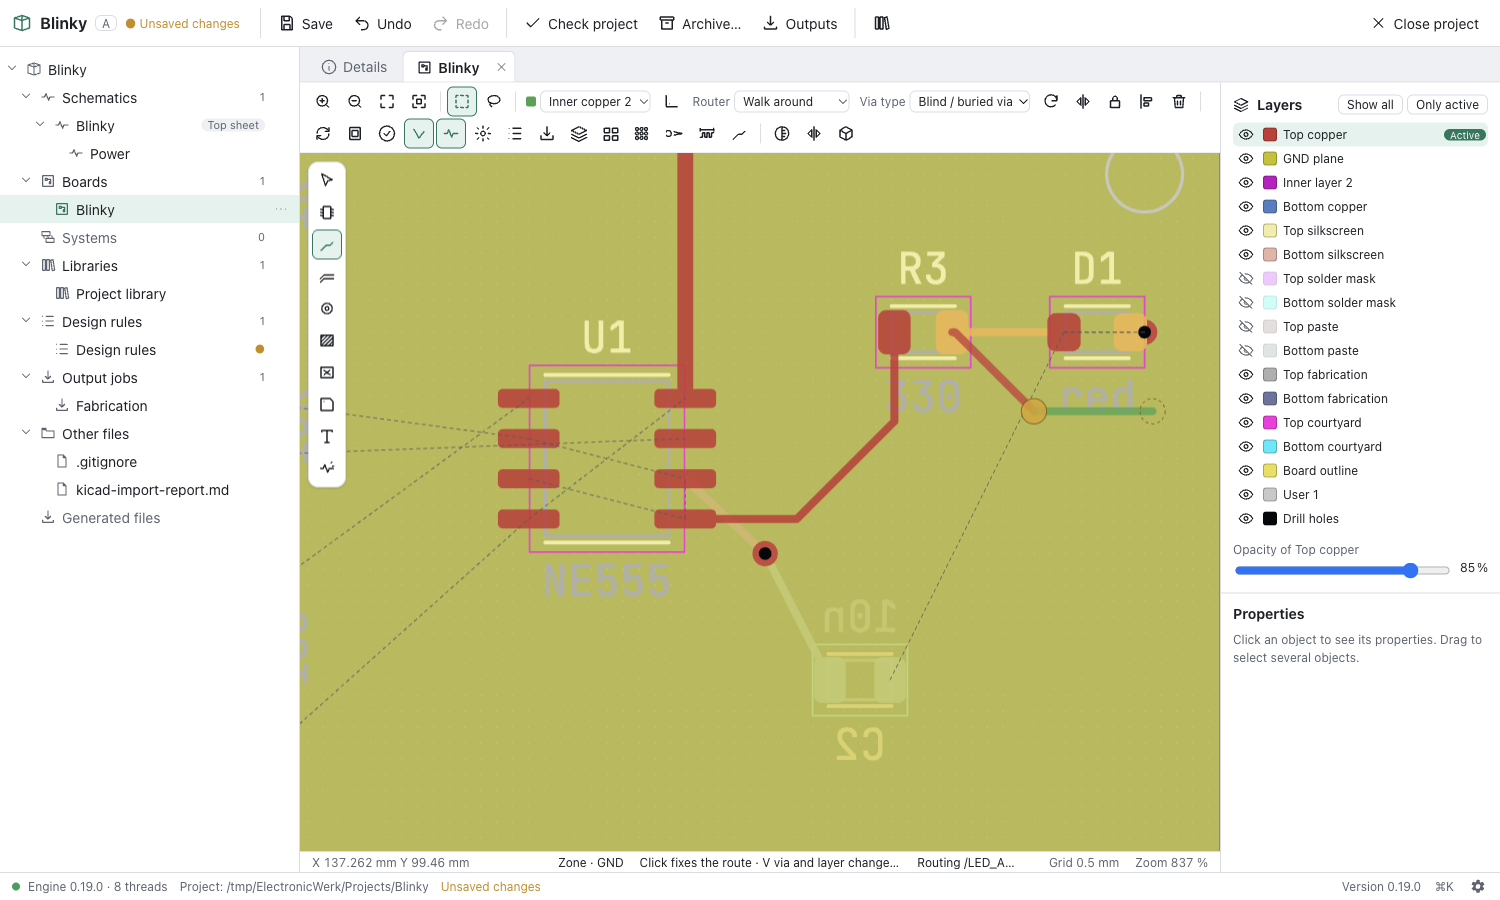 Blinky A Unsaved changes Save Undo Redo Check project Archive... Outputs Close project
Blinky
Schematics 1
Blinky Top sheet
Power
Boards 1
Blinky
Systems 0
Libraries 1
Project library
Design rules 1
Design rules
Output jobs 1
Fabrication
Other files
.gitignore
kicad-import-report.md
Generated files
Details Blinky
Inner copper 2 Router Walk around Via type Blind / buried via
R3 D1
U1
330 red
NE555
10n
C2
Layers Show all Only active
Top copper Active
GND plane
Inner layer 2
Bottom copper
Top silkscreen
Bottom silkscreen
Top solder mask
Bottom solder mask
Top paste
Bottom paste
Top fabrication
Bottom fabrication
Top courtyard
Bottom courtyard
Board outline
User 1
Drill holes
Opacity of Top copper
85 %
Properties
Click an object to see its properties. Drag to
select several objects.
X 137.262 mm Y 99.46 mm Zone · GND Click fixes the route · V via and layer change... Routing /LED_A... Grid 0.5 mm Zoom 837 %
Engine 0.19.0 · 8 threads Project: /tmp/ElectronicWerk/Projects/Blinky Unsaved changes Version 0.19.0 ⌘K